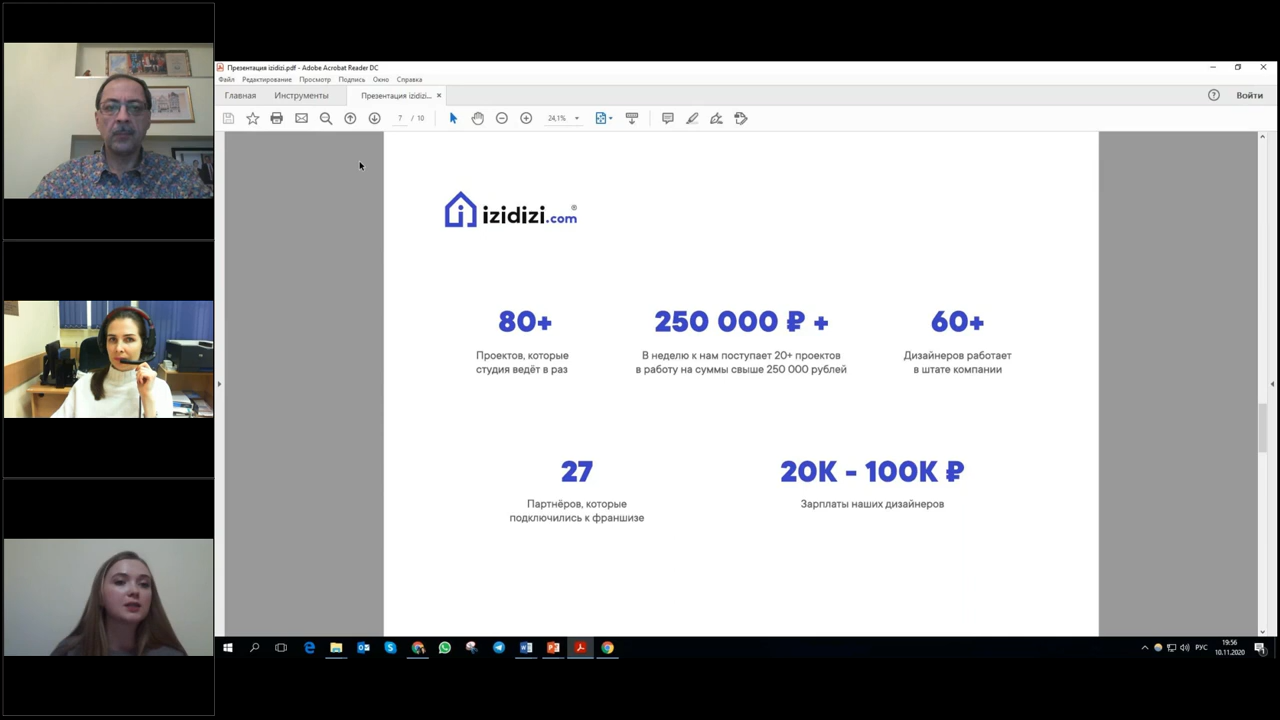 Презентация izidizi.pdf - Adobe Acrobat Reader DC
Файл Редактирование Просмотр Подпись Окно Справка
Главная Инструменты Презентация izidizi... × Войти
7 / 10 24,1%
izidizi.com®
80+
Проектов, которые
студия ведёт в раз
250 000 ₽ +
В неделю к нам поступает 20+ проектов
в работу на суммы свыше 250 000 рублей
60+
Дизайнеров работает
в штате компании
27
Партнёров, которые
подключились к франшизе
20K - 100K ₽
Зарплаты наших дизайнеров
РУС
19:56
10.11.2020